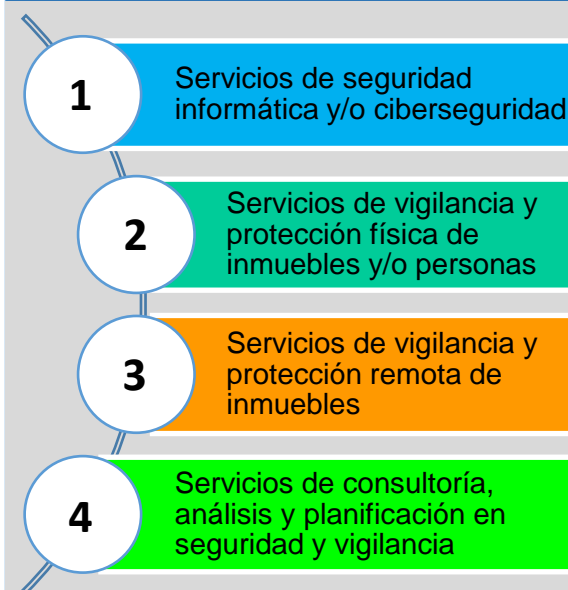 1
Servicios de seguridad
informática y/o ciberseguridad
2
Servicios de vigilancia y
protección física de
inmuebles y/o personas
3
Servicios de vigilancia y
protección remota de
inmuebles
4
Servicios de consultoría,
análisis y planificación en
seguridad y vigilancia